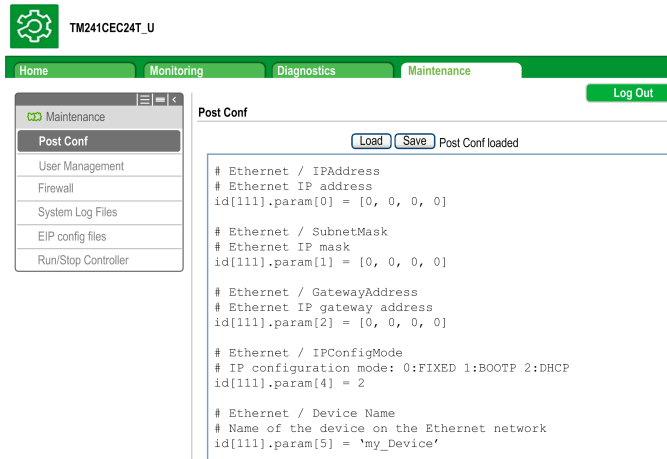 TM241CEC24T_U
Home Monitoring Diagnostics Maintenance
Log Out
Maintenance
Post Conf
User Management
Firewall
System Log Files
EIP config files
Run/Stop Controller
Post Conf
Load Save Post Conf loaded
# Ethernet / IPAddress
# Ethernet IP address
id[111].param[0] = [0, 0, 0, 0]
# Ethernet / SubnetMask
# Ethernet IP mask
id[111].param[1] = [0, 0, 0, 0]
# Ethernet / GatewayAddress
# Ethernet IP gateway address
id[111].param[2] = [0, 0, 0, 0]
# Ethernet / IPConfigMode
# IP configuration mode: 0:FIXED 1:BOOTP 2:DHCP
id[111].param[4] = 2
# Ethernet / Device Name
# Name of the device on the Ethernet network
id[111].param[5] = ‘my_Device’